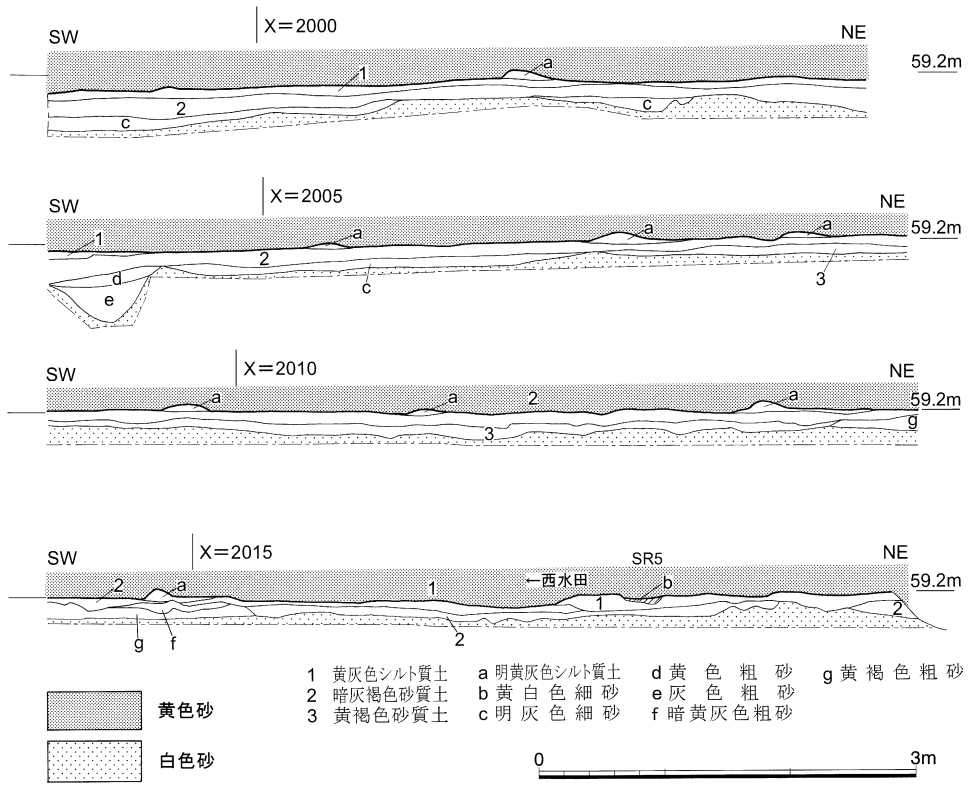 SW X=2000 NE
59.2m
a
1
2
c
c
SW X=2005 NE
59.2m
a a a
1
2
d
e
c
3
SW X=2010 NE
59.2m
a a 2 a
3
g
SW X=2015 SR5 NE
59.2m
2 a 1 ←西水田 b
1 2
g f 2
1 黄灰色シルト質土 a 明黄灰色シルト質土 d 黄色粗砂 g 黄褐色粗砂
2 暗灰褐色砂質土 b 黄白色細砂 e 灰色粗砂
3 黄褐色砂質土 c 明灰色細砂 f 暗黄灰色粗砂
黄色砂
白色砂
0 3m